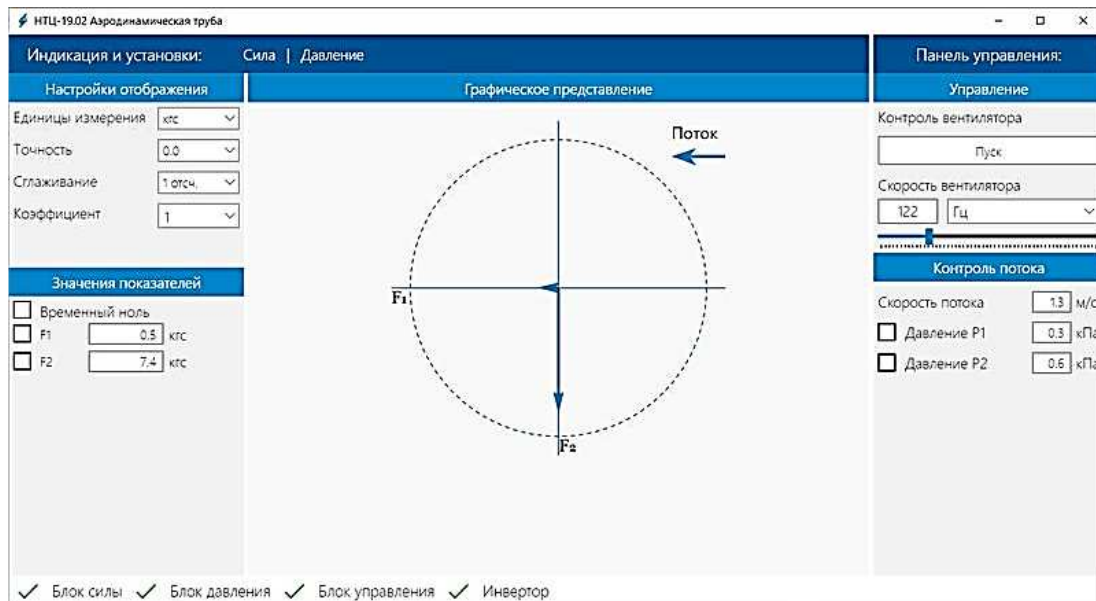 НТЦ-19.02 Аэродинамическая труба
Индикация и установки: Сила | Давление
Панель управления:
Настройки отображения
Графическое представление
Управление
Единицы измерения кгс
Точность 0.0
Сглаживание 1 отсч.
Коэффициент 1
Значения показателей
Временный ноль
F1 0.5 кгс
F2 7.4 кгс
Поток
F1
F2
Контроль вентилятора
Пуск
Скорость вентилятора
122 Гц
Контроль потока
Скорость потока 1.3 м/с
Давление P1 0.3 кПа
Давление P2 0.6 кПа
Блок силы Блок давления Блок управления Инвертор